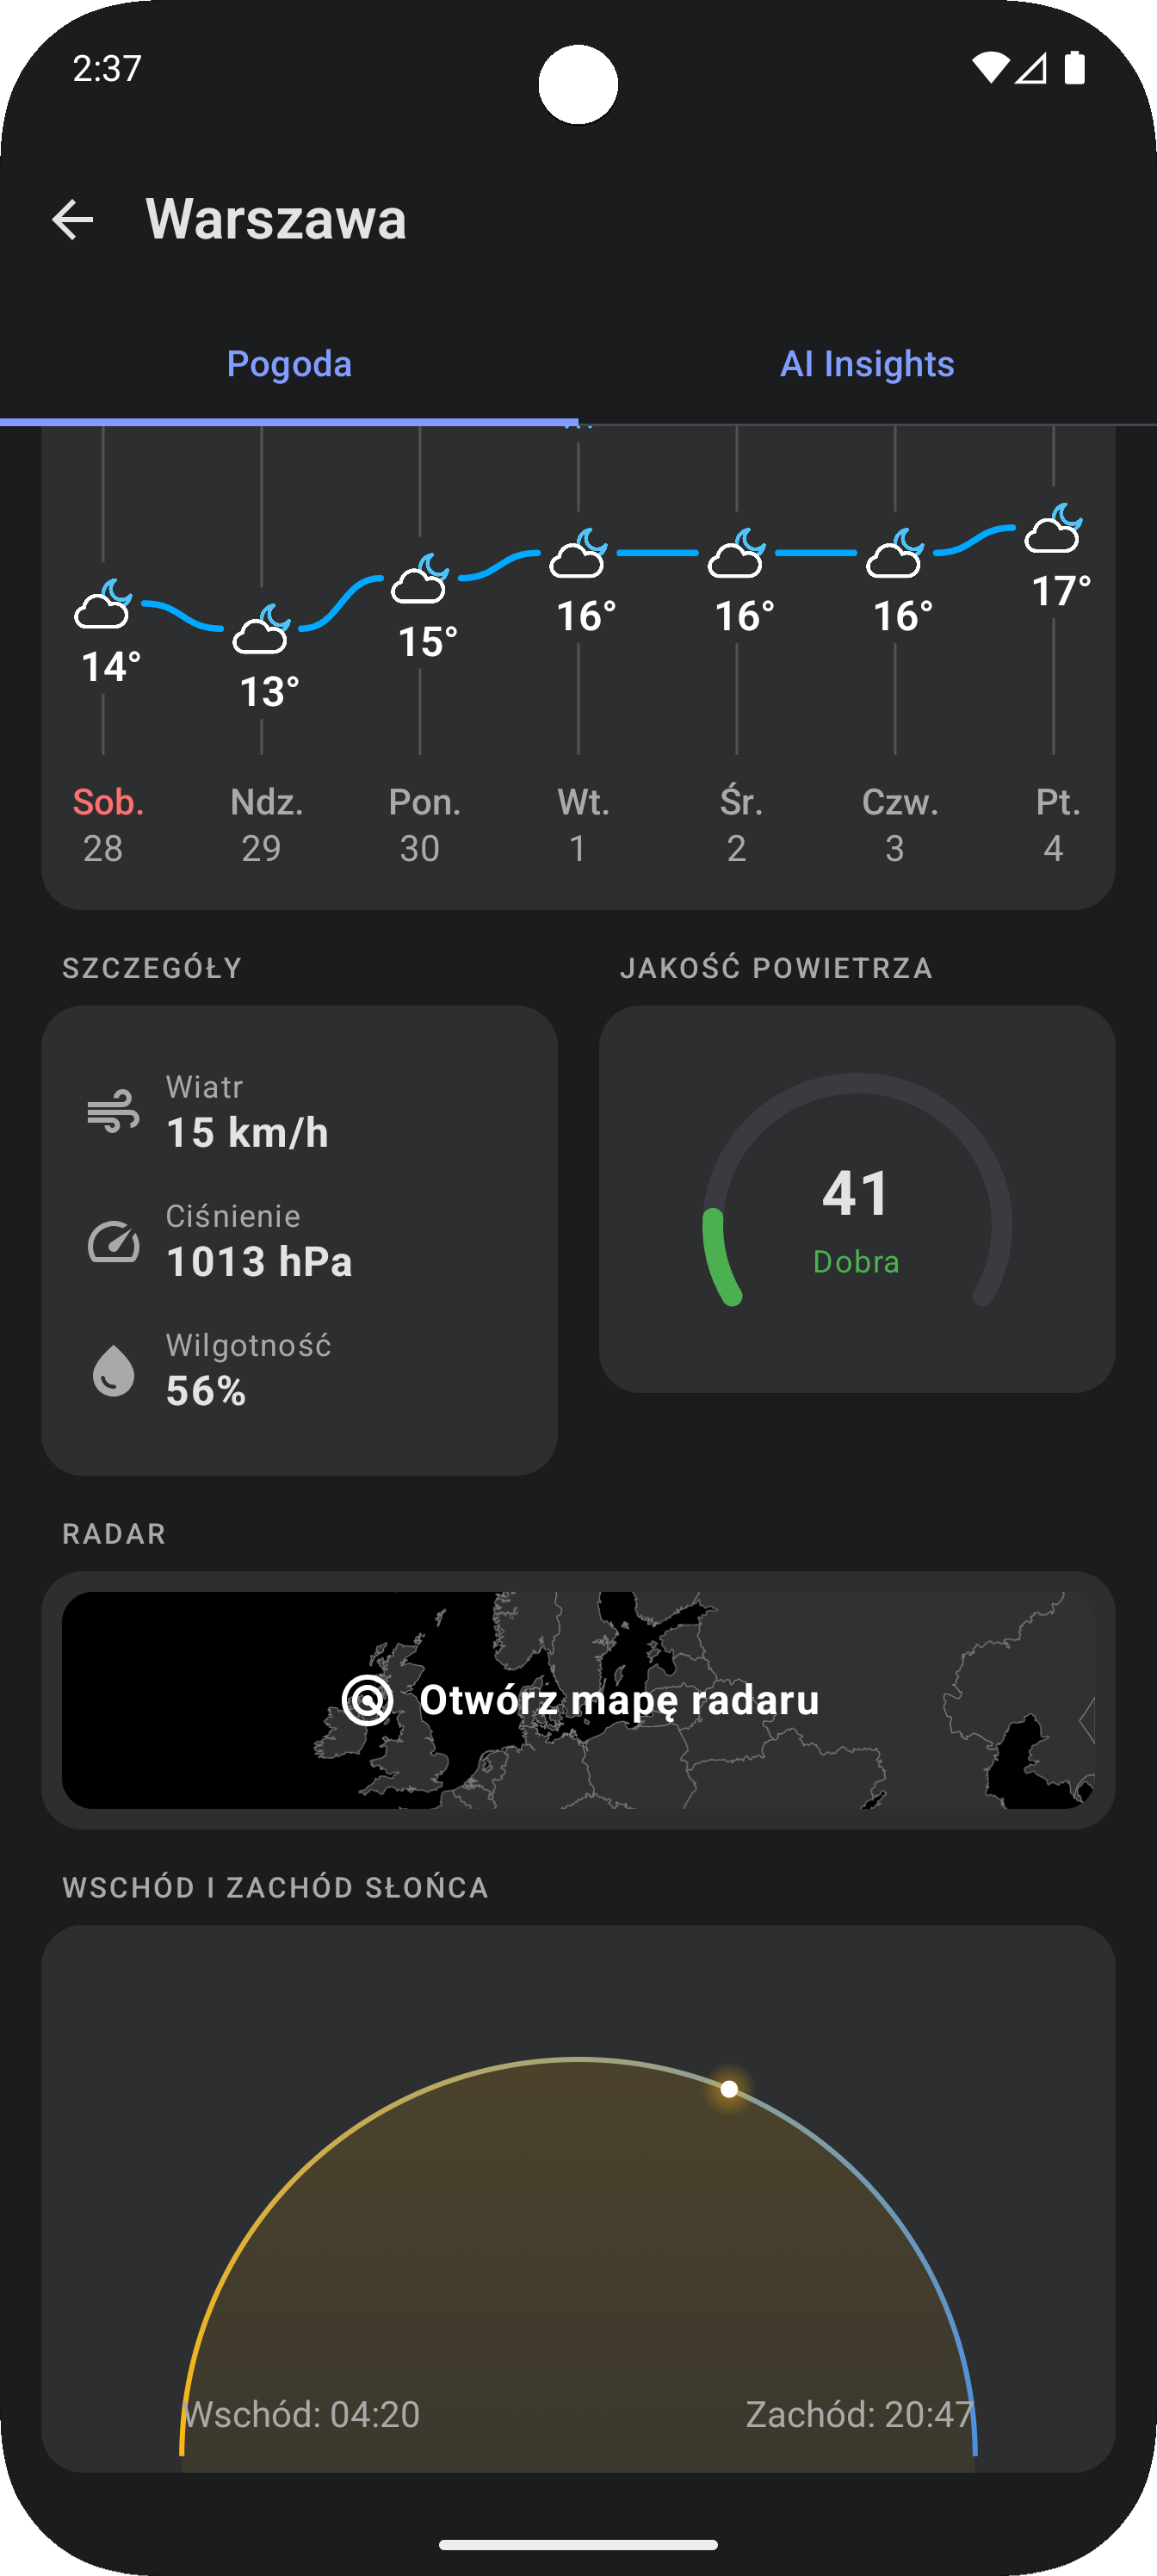 2:37
Warszawa
Pogoda
AI Insights
14° 13° 15° 16° 16° 16° 17°
Sob. Ndz. Pon. Wt. Śr. Czw. Pt.
28 29 30 1 2 3 4
SZCZEGÓŁY
Wiatr
15 km/h
Ciśnienie
1013 hPa
Wilgotność
56%
JAKOŚĆ POWIETRZA
41
Dobra
RADAR
Otwórz mapę radaru
WSCHÓD I ZACHÓD SŁOŃCA
Wschód: 04:20
Zachód: 20:47